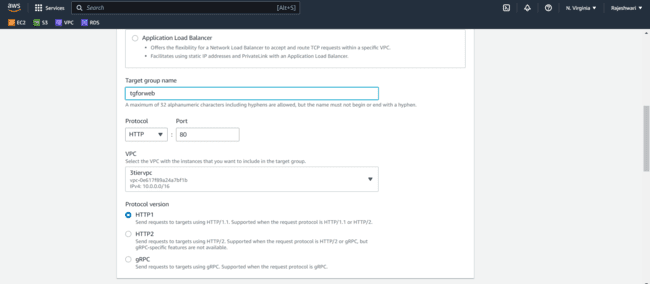 aws
Services
Search
[Alt+S]
N. Virginia
Rajeshwari
EC2
S3
VPC
RDS
Application Load Balancer
• Offers the flexibility for a Network Load Balancer to accept and route TCP requests within a specific VPC.
• Facilitates using static IP addresses and PrivateLink with an Application Load Balancer.
Target group name
tgforweb
A maximum of 32 alphanumeric characters including hyphens are allowed, but the name must not begin or end with a hyphen.
Protocol
Port
HTTP
:
80
VPC
Select the VPC with the instances that you want to include in the target group.
3tiervpc
vpc-0e617f89a24a7bf1b
IPv4: 10.0.0.0/16
Protocol version
HTTP1
Send requests to targets using HTTP/1.1. Supported when the request protocol is HTTP/1.1 or HTTP/2.
HTTP2
Send requests to targets using HTTP/2. Supported when the request protocol is HTTP/2 or gRPC, but
gRPC-specific features are not available.
gRPC
Send requests to targets using gRPC. Supported when the request protocol is gRPC.